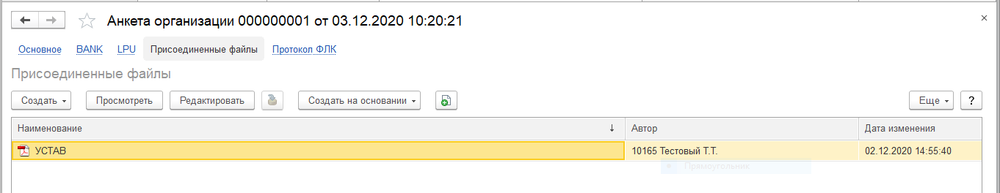 Анкета организации 000000001 от 03.12.2020 10:20:21
Основное BANK LPU Присоединенные файлы Протокол ФЛК
Присоединенные файлы
Создать Просмотреть Редактировать Создать на основании Еще ?
Наименование ↓ Автор Дата изменения
УСТАВ 10165 Тестовый Т.Т. 02.12.2020 14:55:40
Прямоугольник